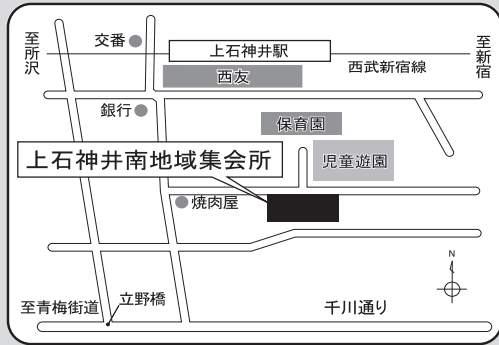 至所沢
交番
上石神井駅
至新宿
西友
西武新宿線
銀行
保育園
上石神井南地域集会所
児童遊園
焼肉屋
N
至青梅街道
立野橋
千川通り